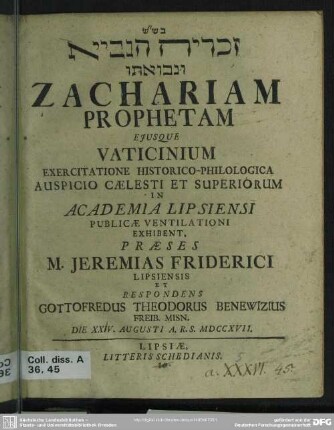 בש״ש
זכריה הנביא
ונבואתו
ZACHARIAM
PROPHETAM
EJUSQUE
VATICINIUM
EXERCITATIONE HISTORICO-PHILOLOGICA
AUSPICIO CÆLESTI ET SUPERIORUM
IN
ACADEMIA LIPSIENSI
PUBLICÆ VENTILATIONI
EXHIBENT,
PRÆSES
M. JEREMIAS FRIDERICI
LIPSIENSIS
ET
RESPONDENS
GOTTOFREDUS THEODORUS BENEWIZIUS
FREIB. MISN.
DIE XXIV. AUGUSTI A. R. S. MDCCXVII.
LIPSIÆ,
LITTERIS SCHEDIANIS.
Coll. diss. A
36, 45
a. XXXVI. 45.